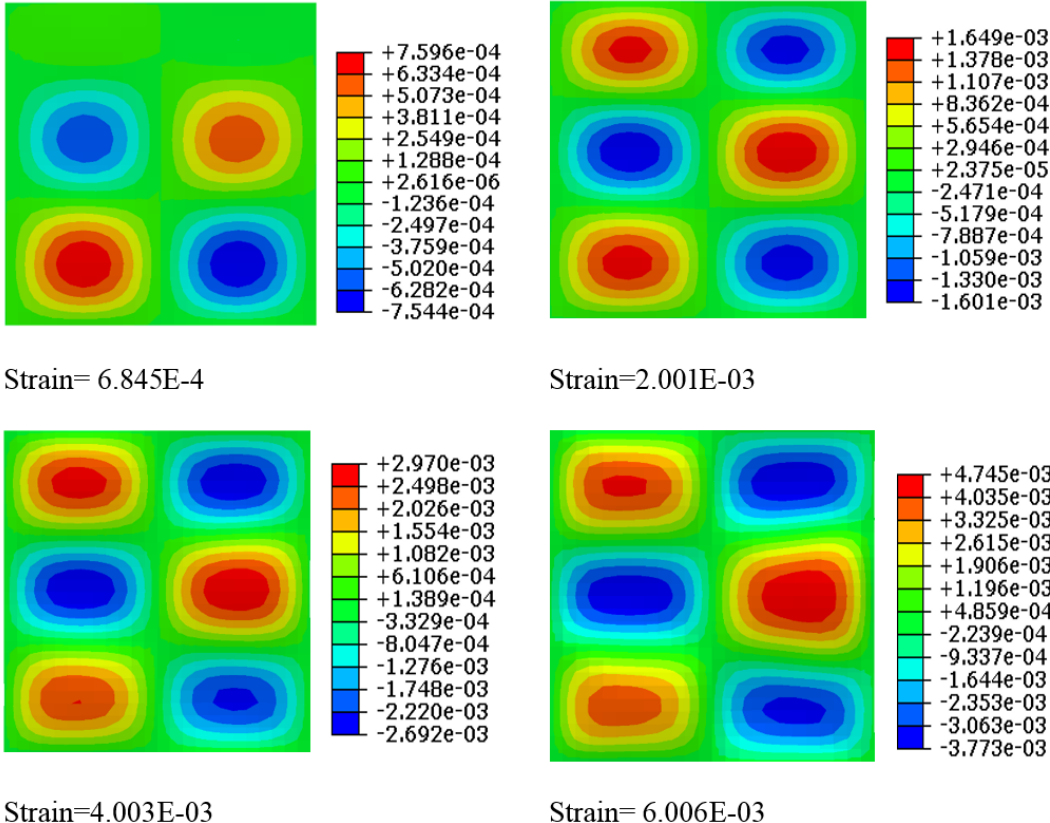 +7.596e-04
+6.334e-04
+5.073e-04
+3.811e-04
+2.549e-04
+1.288e-04
+2.616e-06
-1.236e-04
-2.497e-04
-3.759e-04
-5.020e-04
-6.282e-04
-7.544e-04
+1.649e-03
+1.378e-03
+1.107e-03
+8.362e-04
+5.654e-04
+2.946e-04
+2.375e-05
-2.471e-04
-5.179e-04
-7.887e-04
-1.059e-03
-1.330e-03
-1.601e-03
Strain= 6.845E-4
Strain=2.001E-03
+2.970e-03
+2.498e-03
+2.026e-03
+1.554e-03
+1.082e-03
+6.106e-04
+1.389e-04
-3.329e-04
-8.047e-04
-1.276e-03
-1.748e-03
-2.220e-03
-2.692e-03
+4.745e-03
+4.035e-03
+3.325e-03
+2.615e-03
+1.906e-03
+1.196e-03
+4.859e-04
-2.239e-04
-9.337e-04
-1.644e-03
-2.353e-03
-3.063e-03
-3.773e-03
Strain=4.003E-03
Strain= 6.006E-03